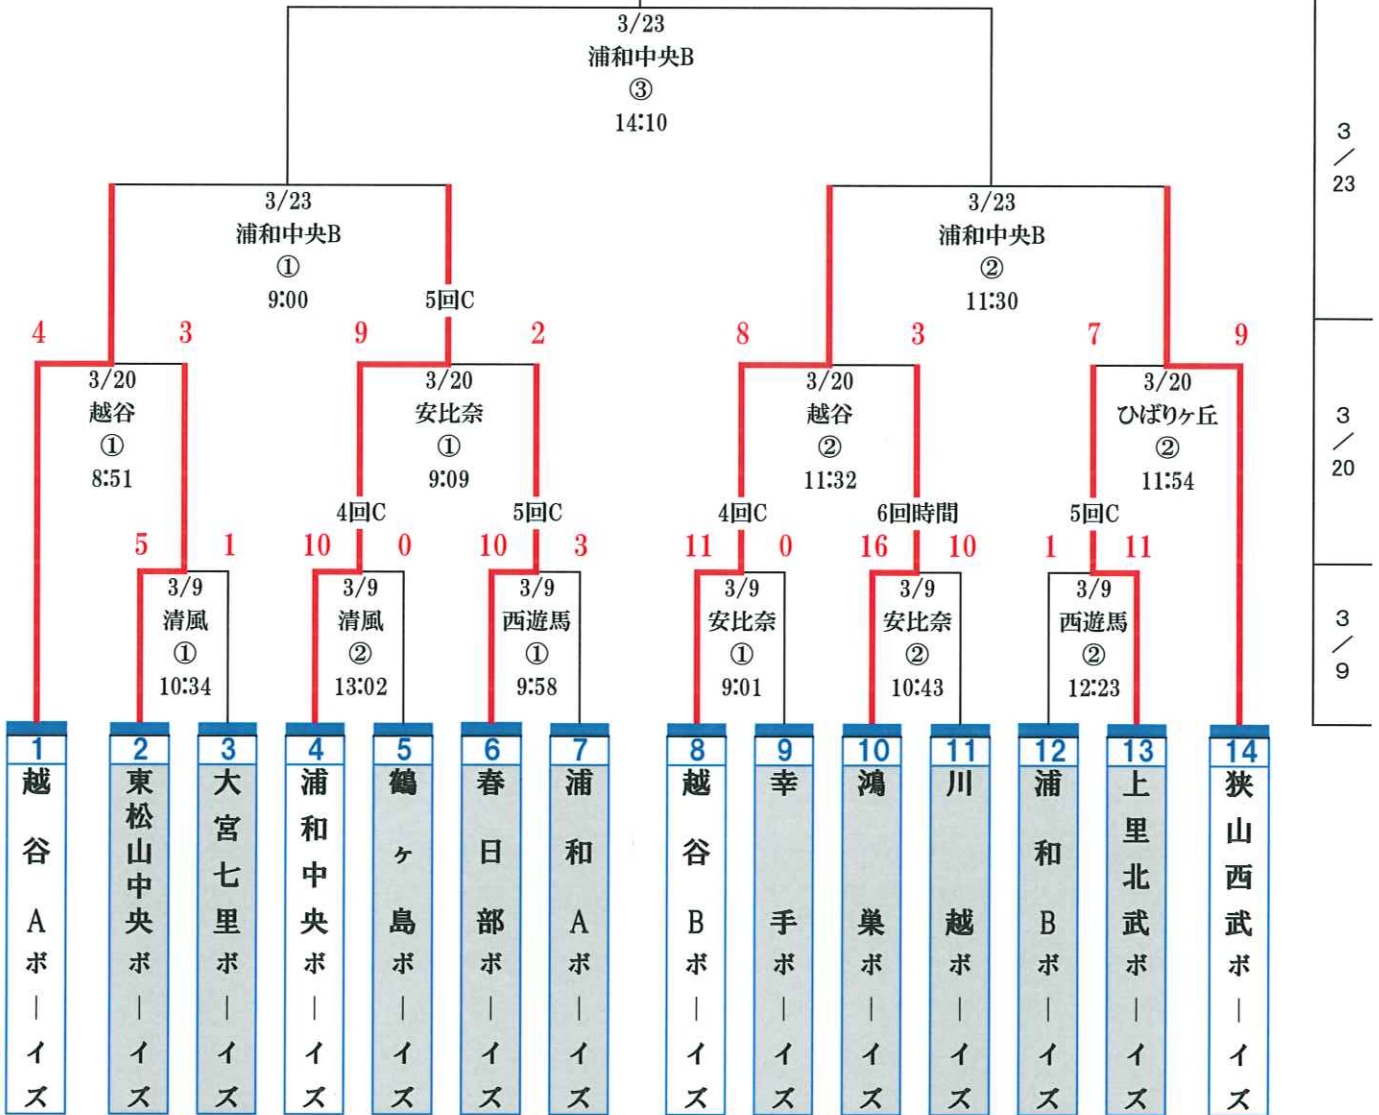 3/23
浦和中央B
③
14:10
3/23
浦和中央B
①
9:00
3/23
浦和中央B
②
11:30
3
/
23
5回C
4 3 9 2 8 3 7 9
3/20
越谷
①
8:51
3/20
安比奈
①
9:09
3/20
越谷
②
11:32
3/20
ひばりヶ丘
②
11:54
3
/
20
4回C 5回C 4回C 6回時間 5回C
5 1 10 0 10 3 11 0 16 10 1 11
3/9
清風
①
10:34
3/9
清風
②
13:02
3/9
西遊馬
①
9:58
3/9
安比奈
①
9:01
3/9
安比奈
②
10:43
3/9
西遊馬
②
12:23
3
/
9
1
越谷Aボーイズ
2
東松山中央ボーイズ
3
大宮七里ボーイズ
4
浦和中央ボーイズ
5
鶴ヶ島ボーイズ
6
春日部ボーイズ
7
浦和Aボーイズ
8
越谷Bボーイズ
9
幸手ボーイズ
10
鴻巣ボーイズ
11
川越ボーイズ
12
浦和Bボーイズ
13
上里北武ボーイズ
14
狭山西武ボーイズ